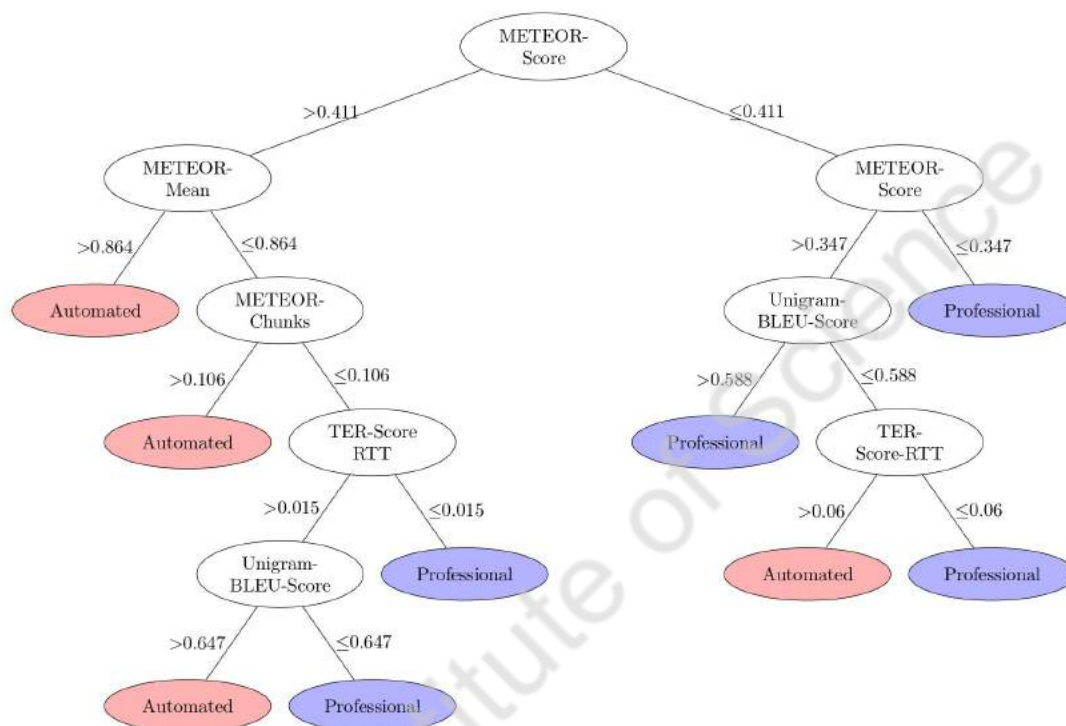 METEOR-
Score
>0.411
≤0.411
METEOR-
Mean
METEOR-
Score
>0.864
≤0.864
>0.347
≤0.347
Automated
METEOR-
Chunks
Unigram-
BLEU-Score
Professional
>0.106
≤0.106
>0.588
≤0.588
Automated
TER-Score
RTT
Professional
TER-
Score-RTT
>0.015
≤0.015
>0.06
≤0.06
Unigram-
BLEU-Score
Professional
Automated
Professional
>0.647
≤0.647
Automated
Professional
of Science